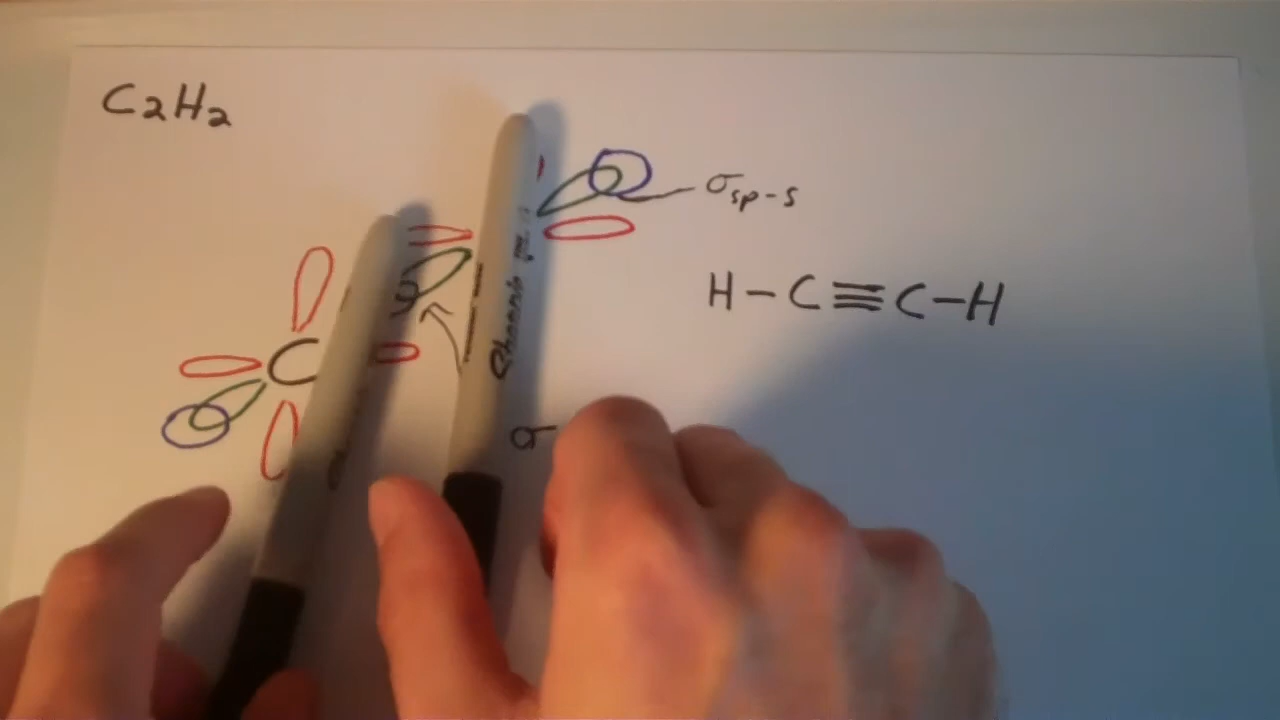 C₂H₂
σsp-s
H-C≡C-H
C
σ